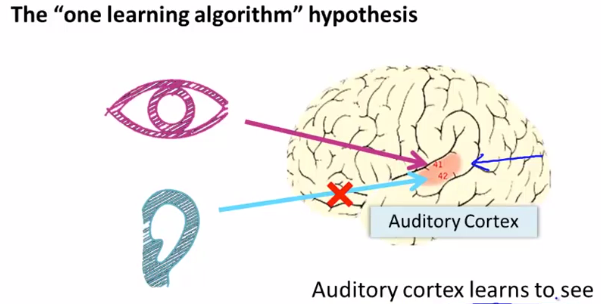 The “one learning algorithm” hypothesis
41
42
Auditory Cortex
Auditory cortex learns to see